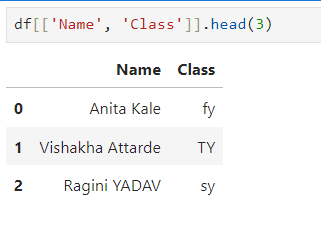 df[['Name', 'Class']].head(3)
Name Class
0 Anita Kale fy
1 Vishakha Attarde TY
2 Ragini YADAV sy